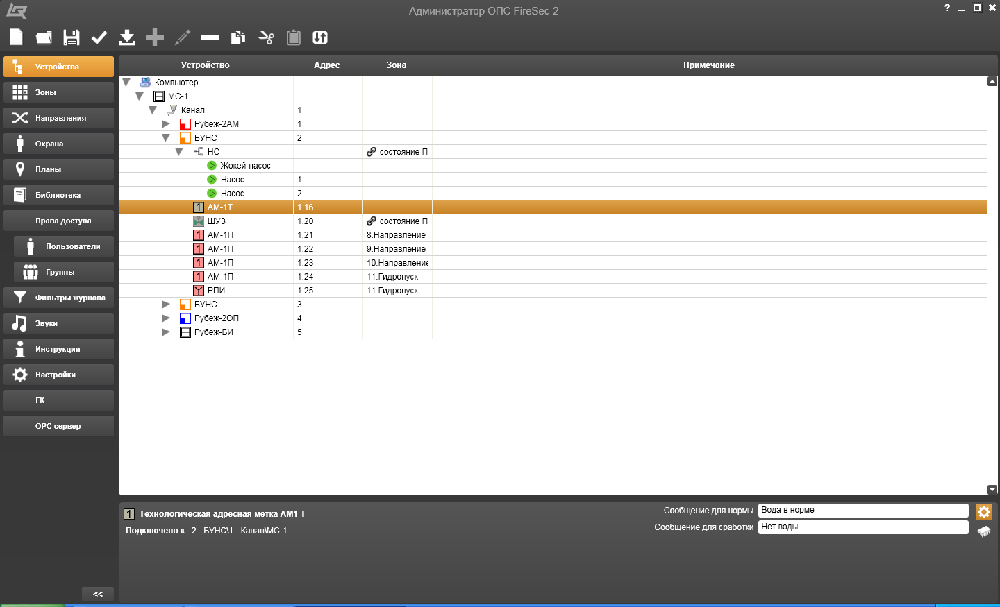 Администратор ОПС FireSec-2
?
Устройства
Зоны
Направления
Охрана
Планы
Библиотека
Права доступа
Пользователи
Группы
Фильтры журнала
Звуки
Инструкции
Настройки
ГК
ОРС сервер
<<
Устройство Адрес Зона Примечание
Компьютер
МС-1
Канал 1
Рубеж-2АМ 1
БУНС 2
НС состояние П
Жокей-насос
Насос 1
Насос 2
1 АМ-1Т 1.16
ШУЗ 1.20 состояние П
1 АМ-1П 1.21 8.Направление
1 АМ-1П 1.22 9.Направление
1 АМ-1П 1.23 10.Направление
1 АМ-1П 1.24 11.Гидропуск
РПИ 1.25 11.Гидропуск
БУНС 3
Рубеж-2ОП 4
Рубеж-БИ 5
1 Технологическая адресная метка АМ1-Т
Подключено к 2 - БУНС\1 - Канал\МС-1
Сообщение для нормы Вода в норме
Сообщение для сработки Нет воды